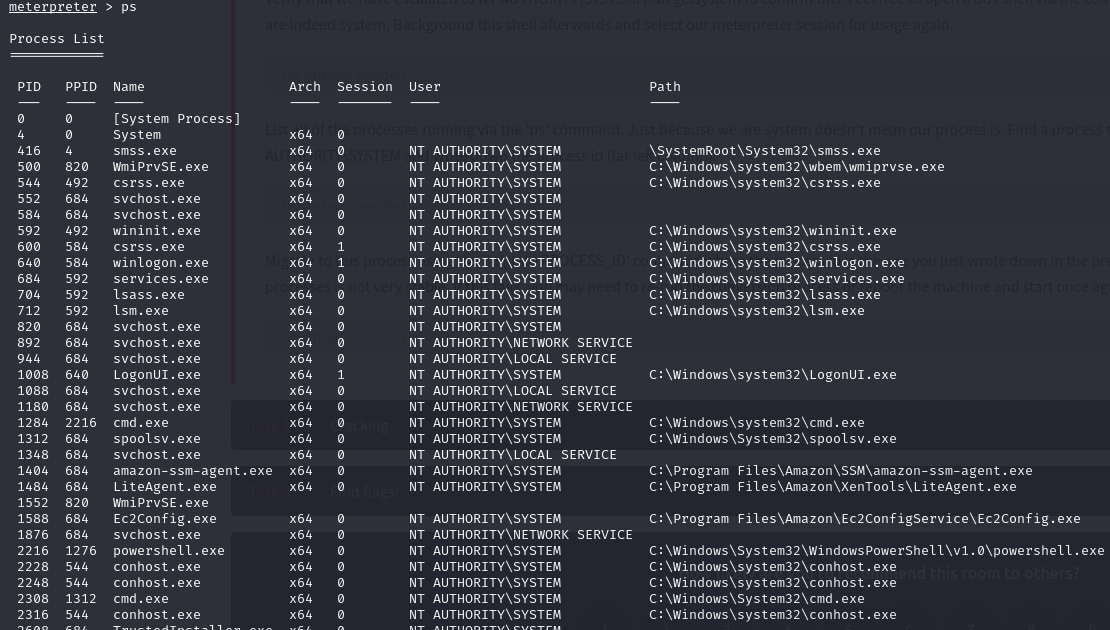 meterpreter > ps
Process List
PID PPID Name Arch Session User Path
0 0 [System Process]
4 0 System x64 0
416 4 smss.exe x64 0 NT AUTHORITY\SYSTEM \SystemRoot\System32\smss.exe
500 820 WmiPrvSE.exe x64 0 NT AUTHORITY\SYSTEM C:\Windows\system32\wbem\wmiprvse.exe
544 492 csrss.exe x64 0 NT AUTHORITY\SYSTEM C:\Windows\system32\csrss.exe
552 684 svchost.exe x64 0 NT AUTHORITY\SYSTEM
584 684 svchost.exe x64 0 NT AUTHORITY\SYSTEM
592 492 wininit.exe x64 0 NT AUTHORITY\SYSTEM C:\Windows\system32\wininit.exe
600 584 csrss.exe x64 1 NT AUTHORITY\SYSTEM C:\Windows\system32\csrss.exe
640 584 winlogon.exe x64 1 NT AUTHORITY\SYSTEM C:\Windows\system32\winlogon.exe
684 592 services.exe x64 0 NT AUTHORITY\SYSTEM C:\Windows\system32\services.exe
704 592 lsass.exe x64 0 NT AUTHORITY\SYSTEM C:\Windows\system32\lsass.exe
712 592 lsm.exe x64 0 NT AUTHORITY\SYSTEM C:\Windows\system32\lsm.exe
820 684 svchost.exe x64 0 NT AUTHORITY\SYSTEM
892 684 svchost.exe x64 0 NT AUTHORITY\NETWORK SERVICE
944 684 svchost.exe x64 0 NT AUTHORITY\LOCAL SERVICE
1008 640 LogonUI.exe x64 1 NT AUTHORITY\SYSTEM C:\Windows\system32\LogonUI.exe
1088 684 svchost.exe x64 0 NT AUTHORITY\LOCAL SERVICE
1180 684 svchost.exe x64 0 NT AUTHORITY\NETWORK SERVICE
1284 2216 cmd.exe x64 0 NT AUTHORITY\SYSTEM C:\Windows\system32\cmd.exe
1312 684 spoolsv.exe x64 0 NT AUTHORITY\SYSTEM C:\Windows\System32\spoolsv.exe
1348 684 svchost.exe x64 0 NT AUTHORITY\LOCAL SERVICE
1404 684 amazon-ssm-agent.exe x64 0 NT AUTHORITY\SYSTEM C:\Program Files\Amazon\SSM\amazon-ssm-agent.exe
1484 684 LiteAgent.exe x64 0 NT AUTHORITY\SYSTEM C:\Program Files\Amazon\XenTools\LiteAgent.exe
1552 820 WmiPrvSE.exe
1588 684 Ec2Config.exe x64 0 NT AUTHORITY\SYSTEM C:\Program Files\Amazon\Ec2ConfigService\Ec2Config.exe
1876 684 svchost.exe x64 0 NT AUTHORITY\NETWORK SERVICE
2216 1276 powershell.exe x64 0 NT AUTHORITY\SYSTEM C:\Windows\System32\WindowsPowerShell\v1.0\powershell.exe
2228 544 conhost.exe x64 0 NT AUTHORITY\SYSTEM C:\Windows\system32\conhost.exe
2248 544 conhost.exe x64 0 NT AUTHORITY\SYSTEM C:\Windows\system32\conhost.exe
2308 1312 cmd.exe x64 0 NT AUTHORITY\SYSTEM C:\Windows\System32\cmd.exe
2316 544 conhost.exe x64 0 NT AUTHORITY\SYSTEM C:\Windows\system32\conhost.exe